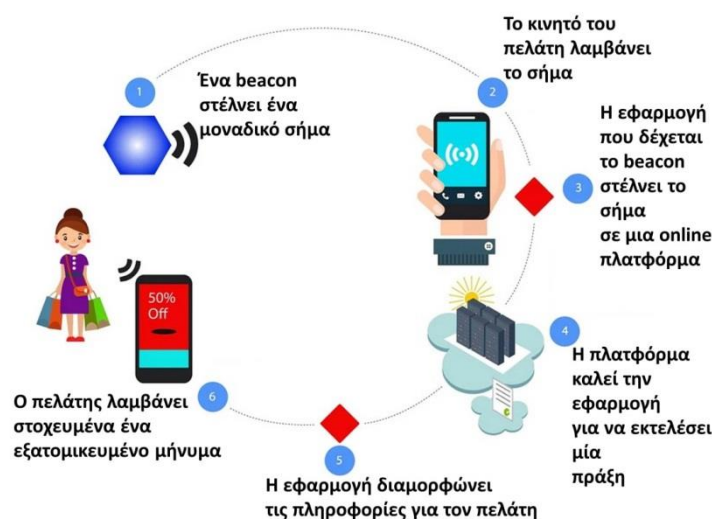 1
Ένα beacon
στέλνει ένα
μοναδικό σήμα
2
Το κινητό του
πελάτη λαμβάνει
το σήμα
3
Η εφαρμογή
που δέχεται
το beacon
στέλνει το
σήμα
σε μια online
πλατφόρμα
4
Η πλατφόρμα
καλεί την
εφαρμογή
για να εκτελέσει
μία
πράξη
5
Η εφαρμογή διαμορφώνει
τις πληροφορίες για τον πελάτη
6
Ο πελάτης λαμβάνει
στοχευμένα ένα
εξατομικευμένο μήνυμα
50%
Off